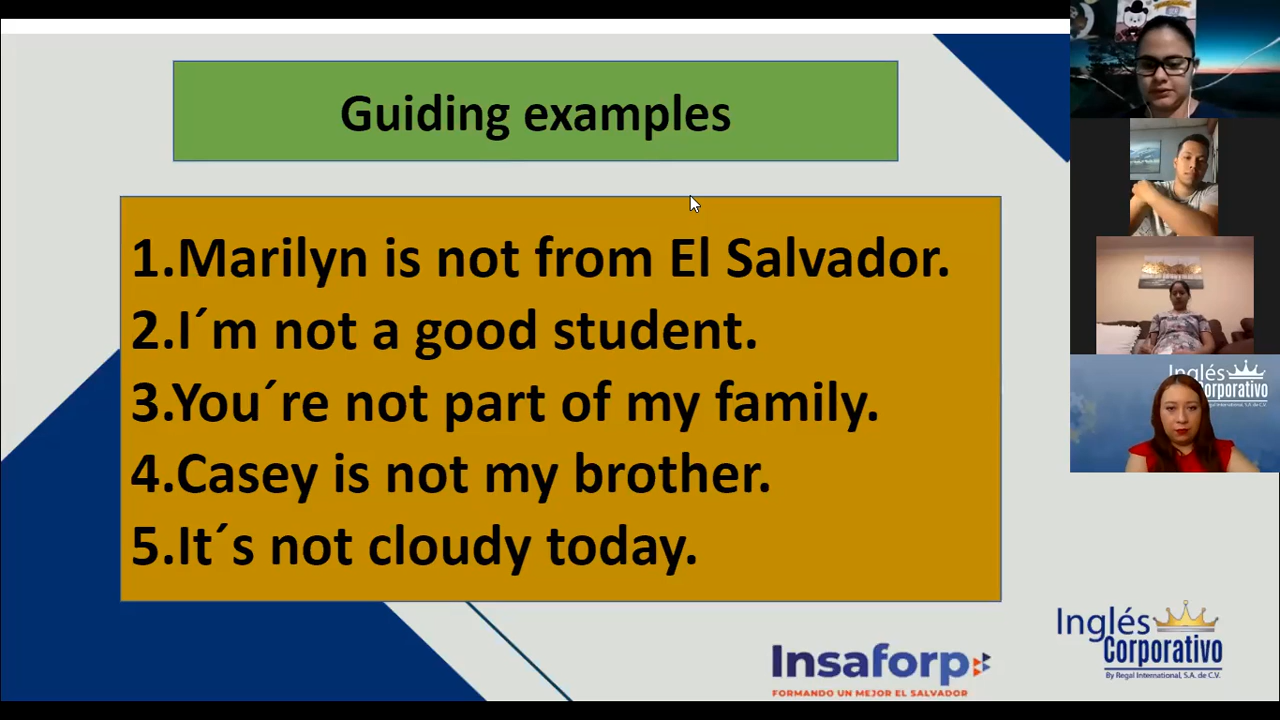 Guiding examples
1.Marilyn is not from El Salvador.
2.I´m not a good student.
3.You´re not part of my family.
4.Casey is not my brother.
5.It´s not cloudy today.
Inglés
Corporativo
Insaforp
FORMANDO UN MEJOR EL SALVADOR
Inglés
Corporativo
By Regal International, S.A. de C.V.